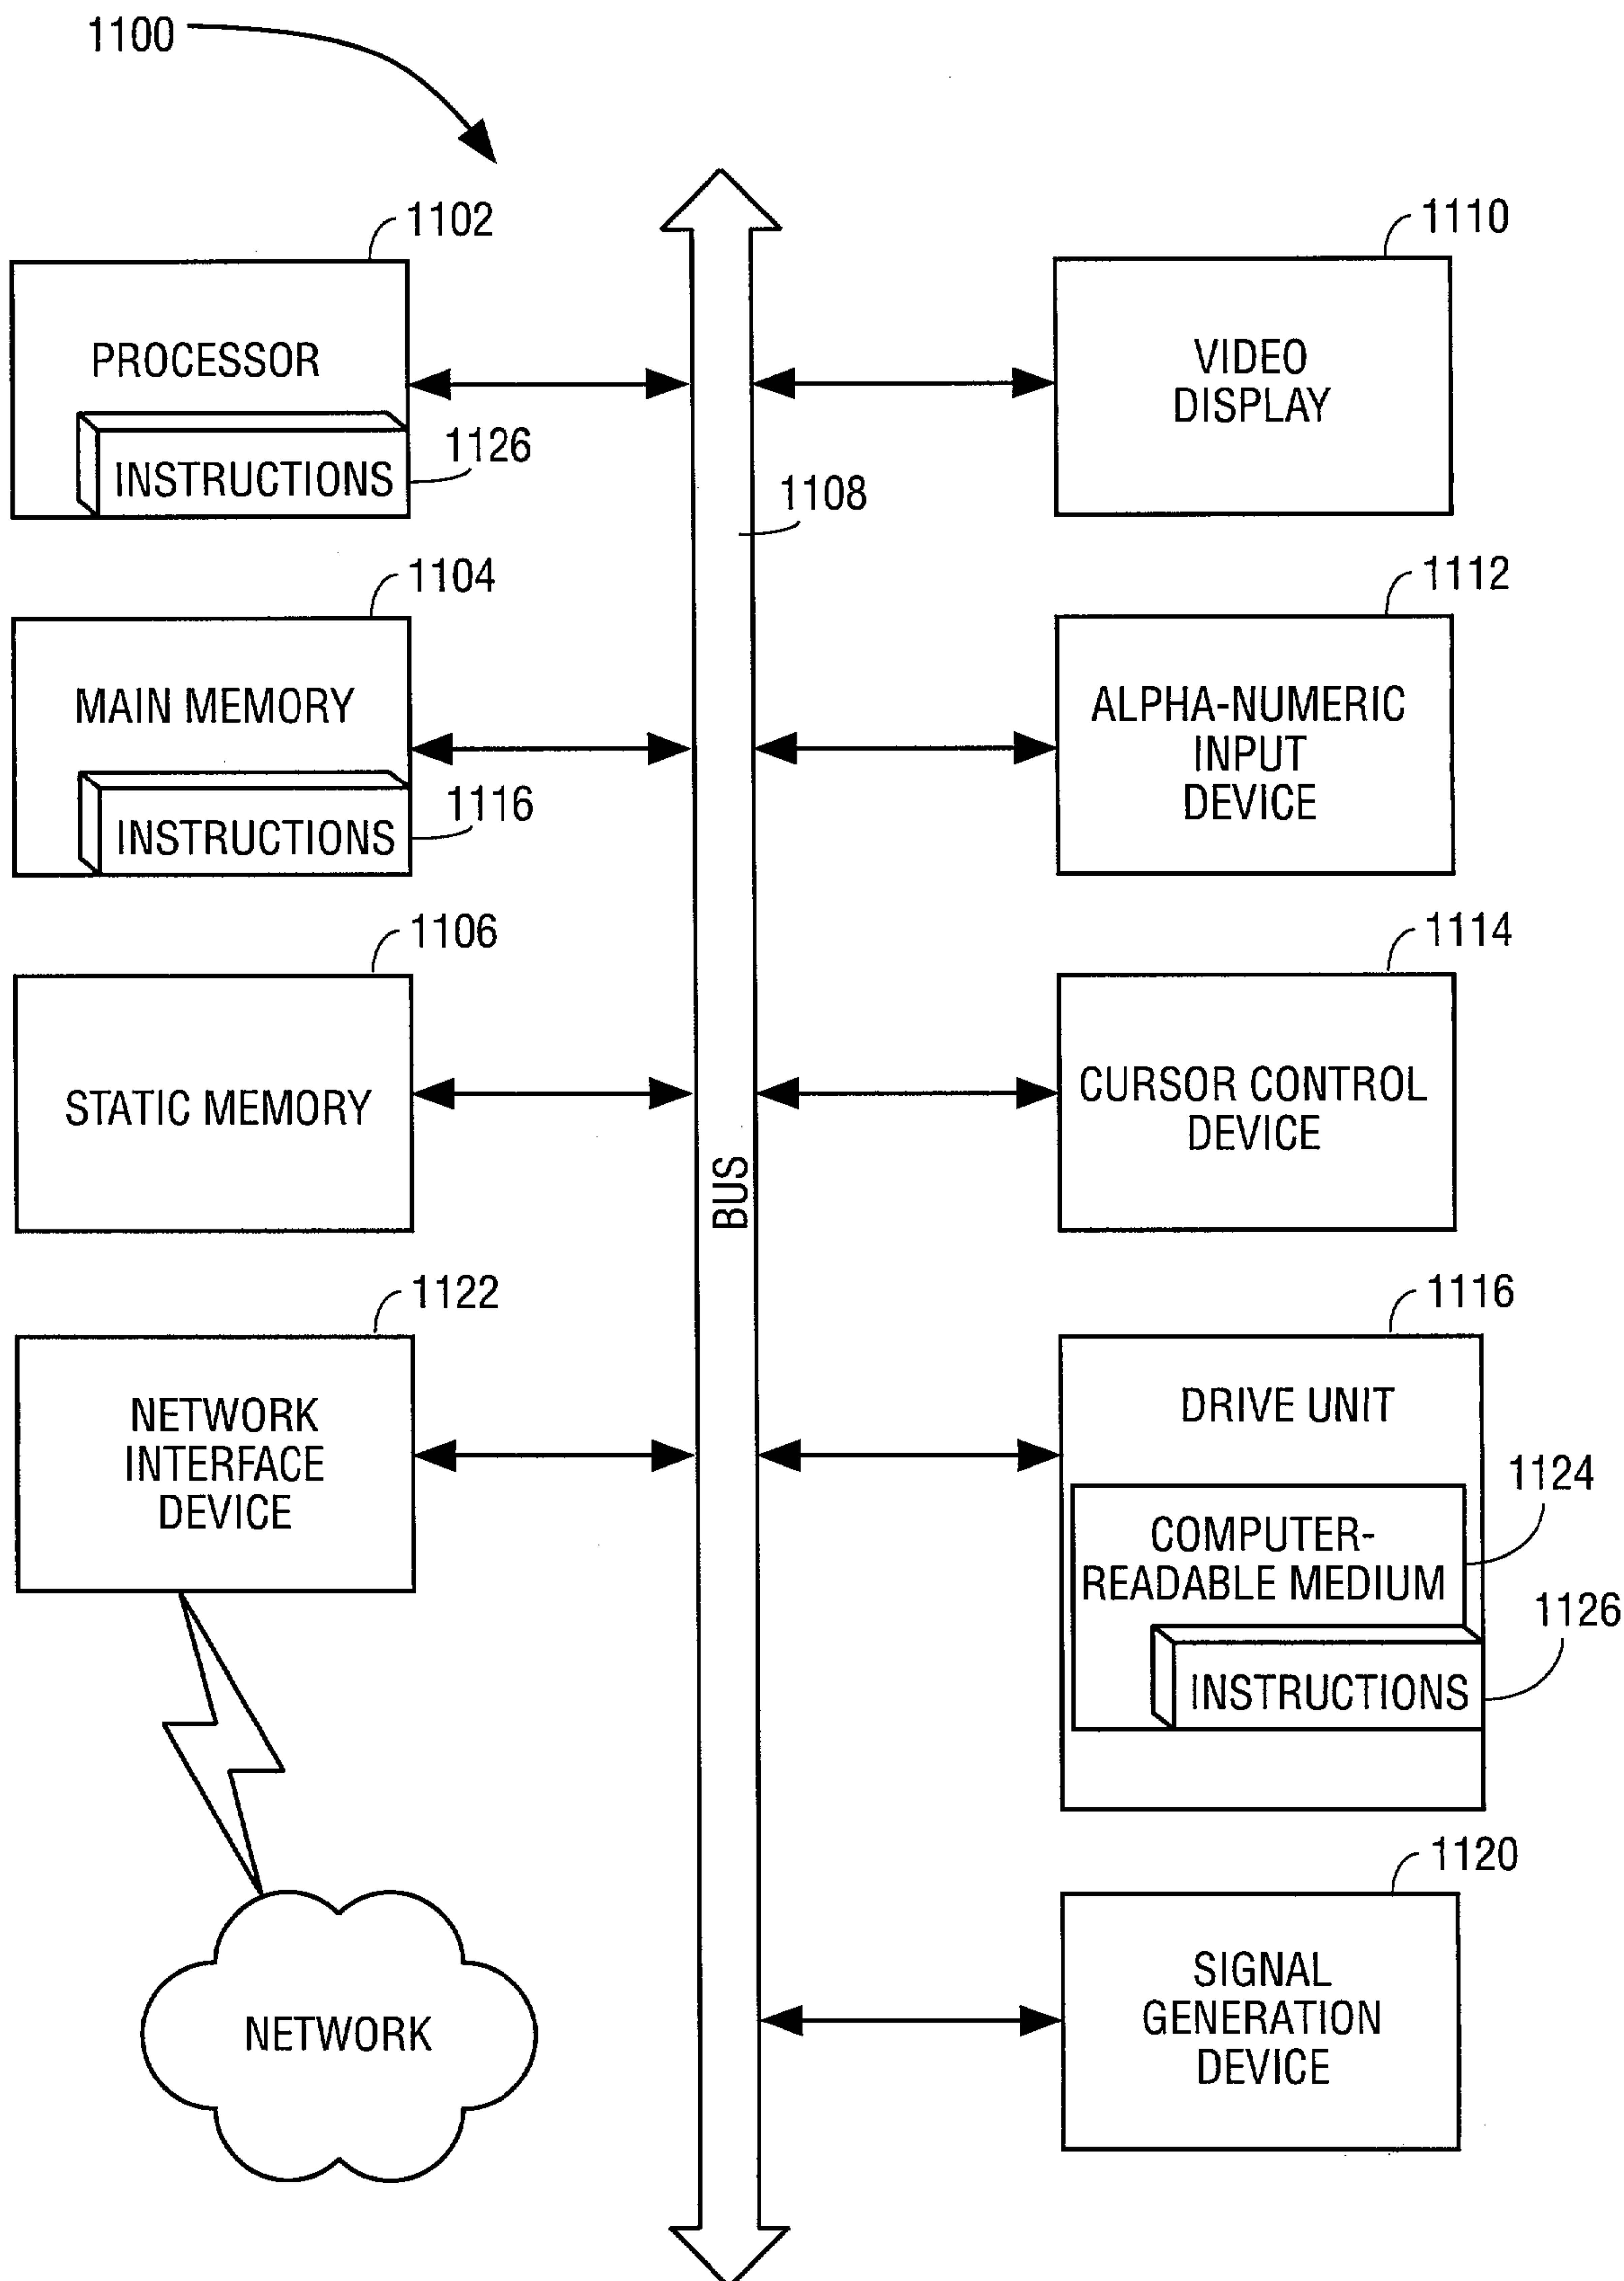 1100
1102
PROCESSOR
1126
INSTRUCTIONS
1104
MAIN MEMORY
1116
INSTRUCTIONS
1106
STATIC MEMORY
1122
NETWORK
INTERFACE
DEVICE
NETWORK
1108
BUS
1110
VIDEO
DISPLAY
1112
ALPHA-NUMERIC
INPUT
DEVICE
1114
CURSOR CONTROL
DEVICE
1116
DRIVE UNIT
1124
COMPUTER-
READABLE MEDIUM
1126
INSTRUCTIONS
1120
SIGNAL
GENERATION
DEVICE